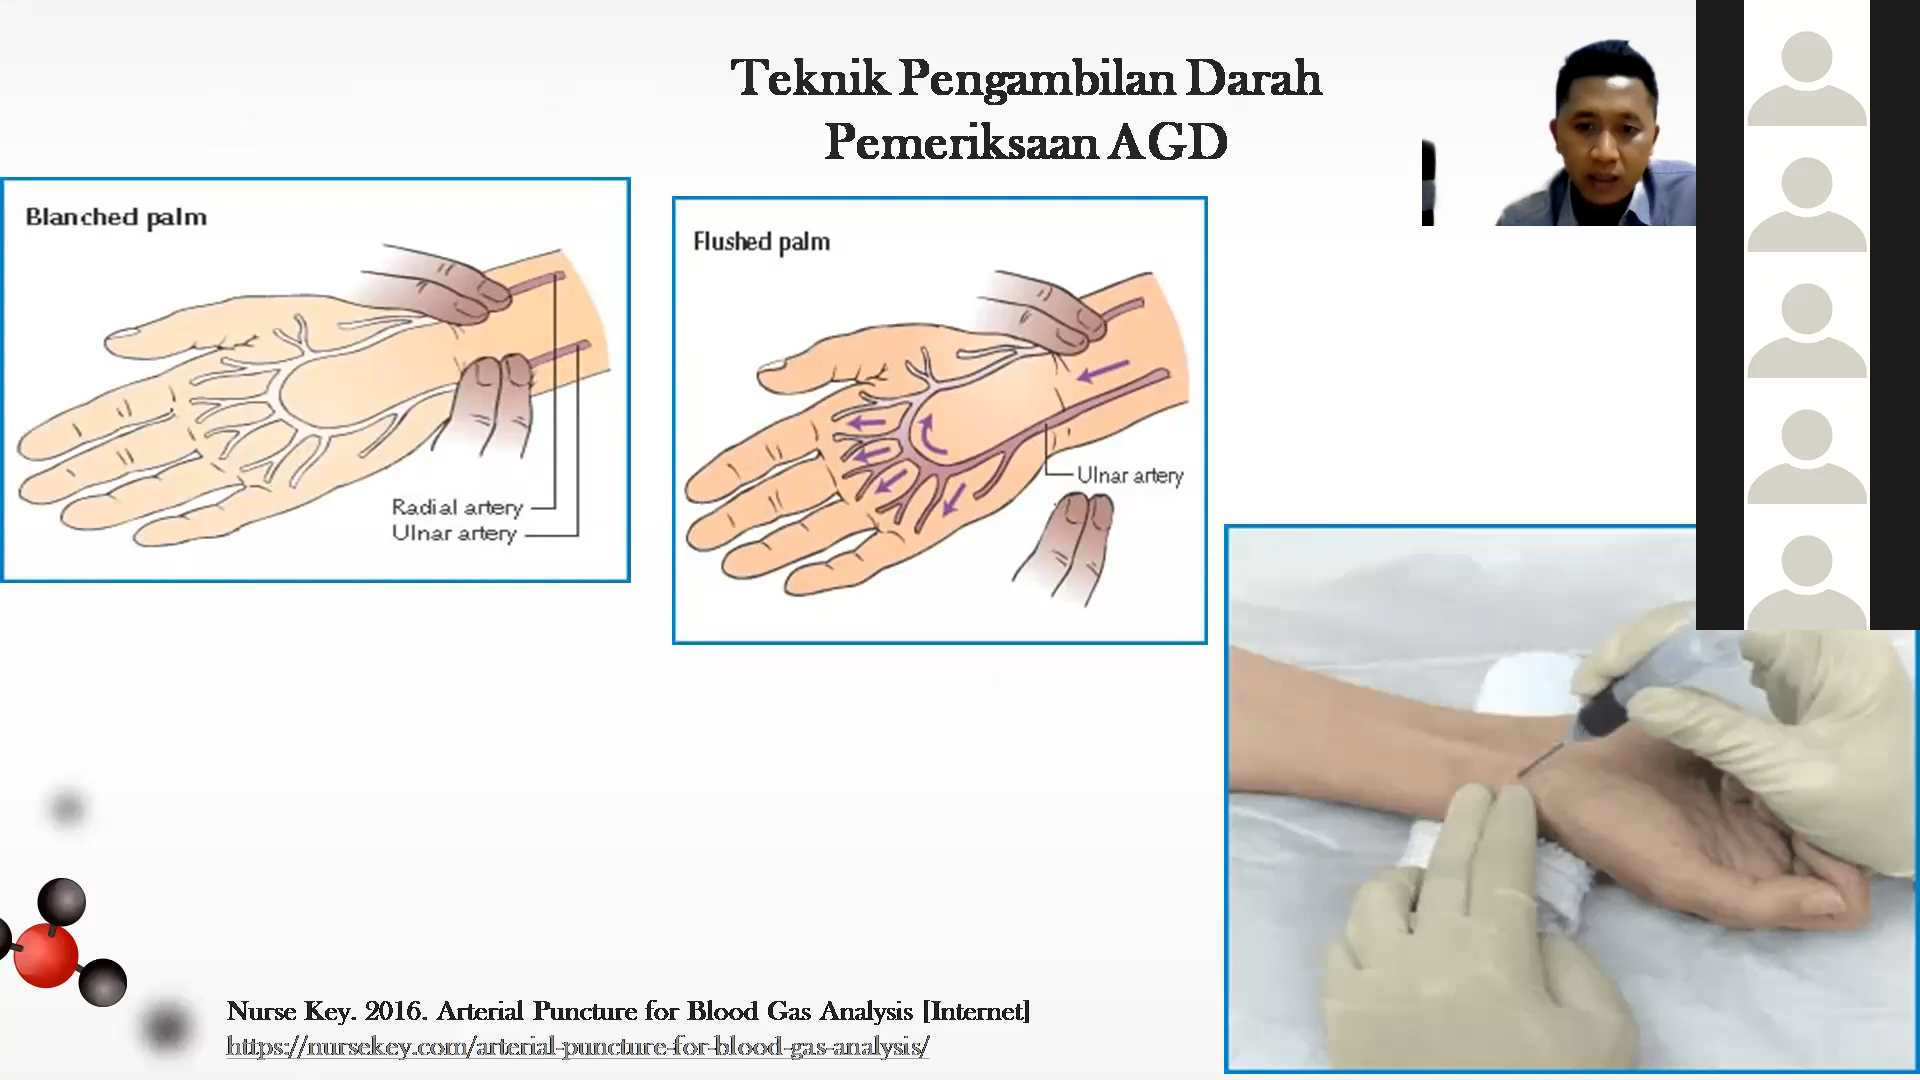 Teknik Pengambilan Darah
Pemeriksaan AGD
Blanched palm
Radial artery
Ulnar artery
Flushed palm
Ulnar artery
Nurse Key. 2016. Arterial Puncture for Blood Gas Analysis [Internet]
https://nursekey.com/arterial-puncture-for-blood-gas-analysis/